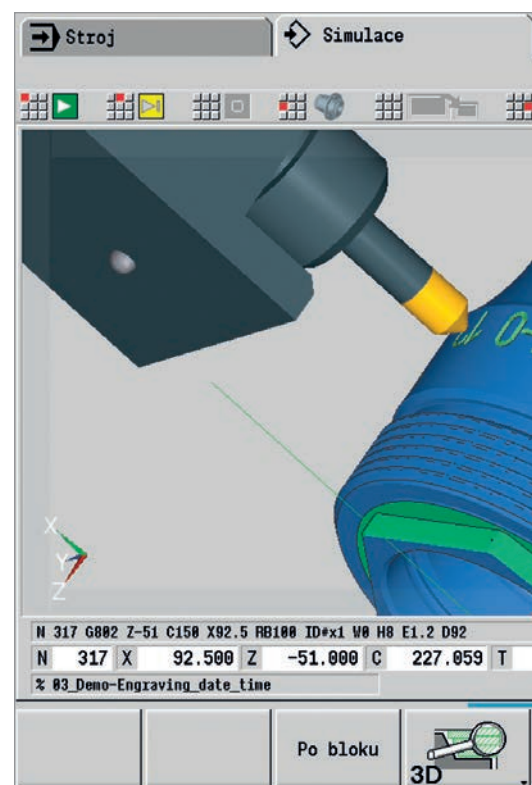 Stroj
Simulace
X
Y
Z
N 317 G802 Z-51 C150 X92.5 RB100 ID#x1 W0 H8 E1.2 D92
N 317 X 92.500 Z -51.000 C 227.059 T
% 03_Demo-Engraving_date_time
Po bloku
3D